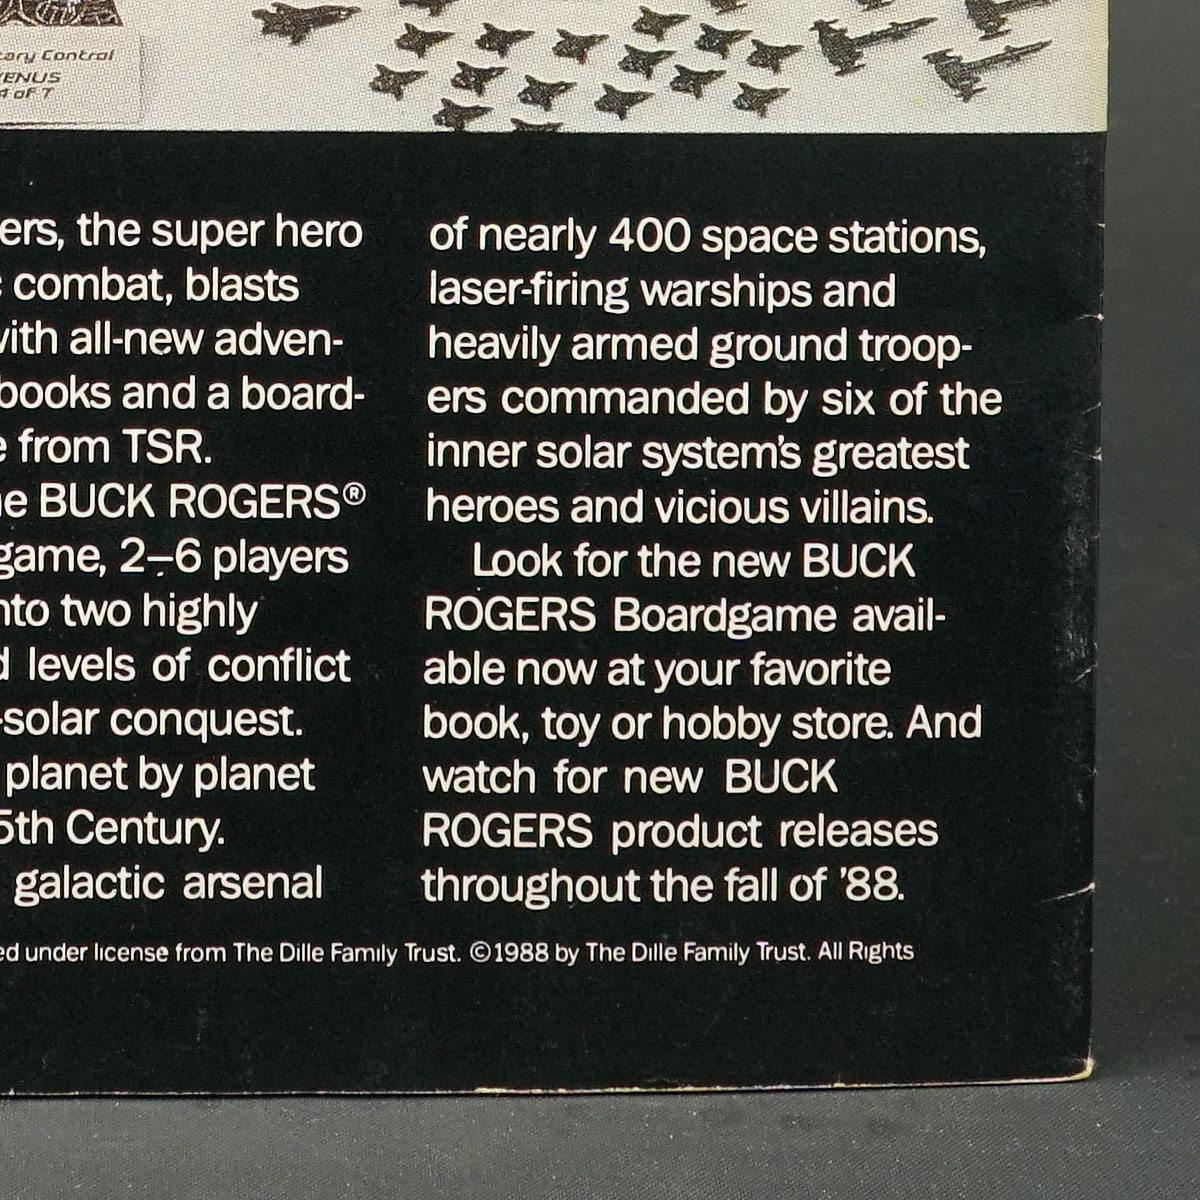 ary Control
VENUS
4 of 7
ers, the super hero
combat, blasts
with all-new adven-
books and a board-
e from TSR.
he BUCK ROGERS®
game, 2–6 players
nto two highly
d levels of conflict
-solar conquest.
planet by planet
5th Century.
galactic arsenal
of nearly 400 space stations,
laser-firing warships and
heavily armed ground troop-
ers commanded by six of the
inner solar system's greatest
heroes and vicious villains.
Look for the new BUCK
ROGERS Boardgame avail-
able now at your favorite
book, toy or hobby store. And
watch for new BUCK
ROGERS product releases
throughout the fall of '88.
ed under license from The Dille Family Trust. ©1988 by The Dille Family Trust. All Rights